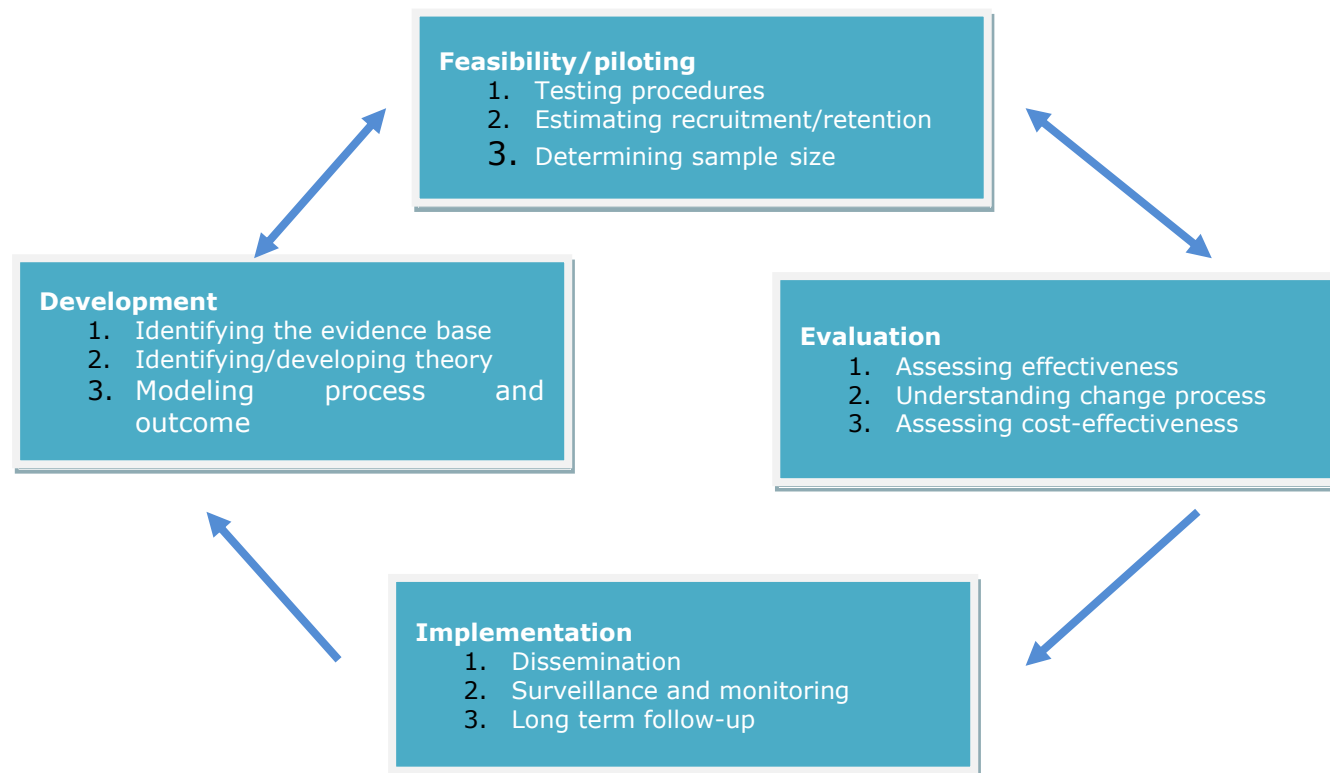 Feasibility/piloting
1. Testing procedures
2. Estimating recruitment/retention
3. Determining sample size
Development
1. Identifying the evidence base
2. Identifying/developing theory
3. Modeling process and
outcome
Evaluation
1. Assessing effectiveness
2. Understanding change process
3. Assessing cost-effectiveness
Implementation
1. Dissemination
2. Surveillance and monitoring
3. Long term follow-up